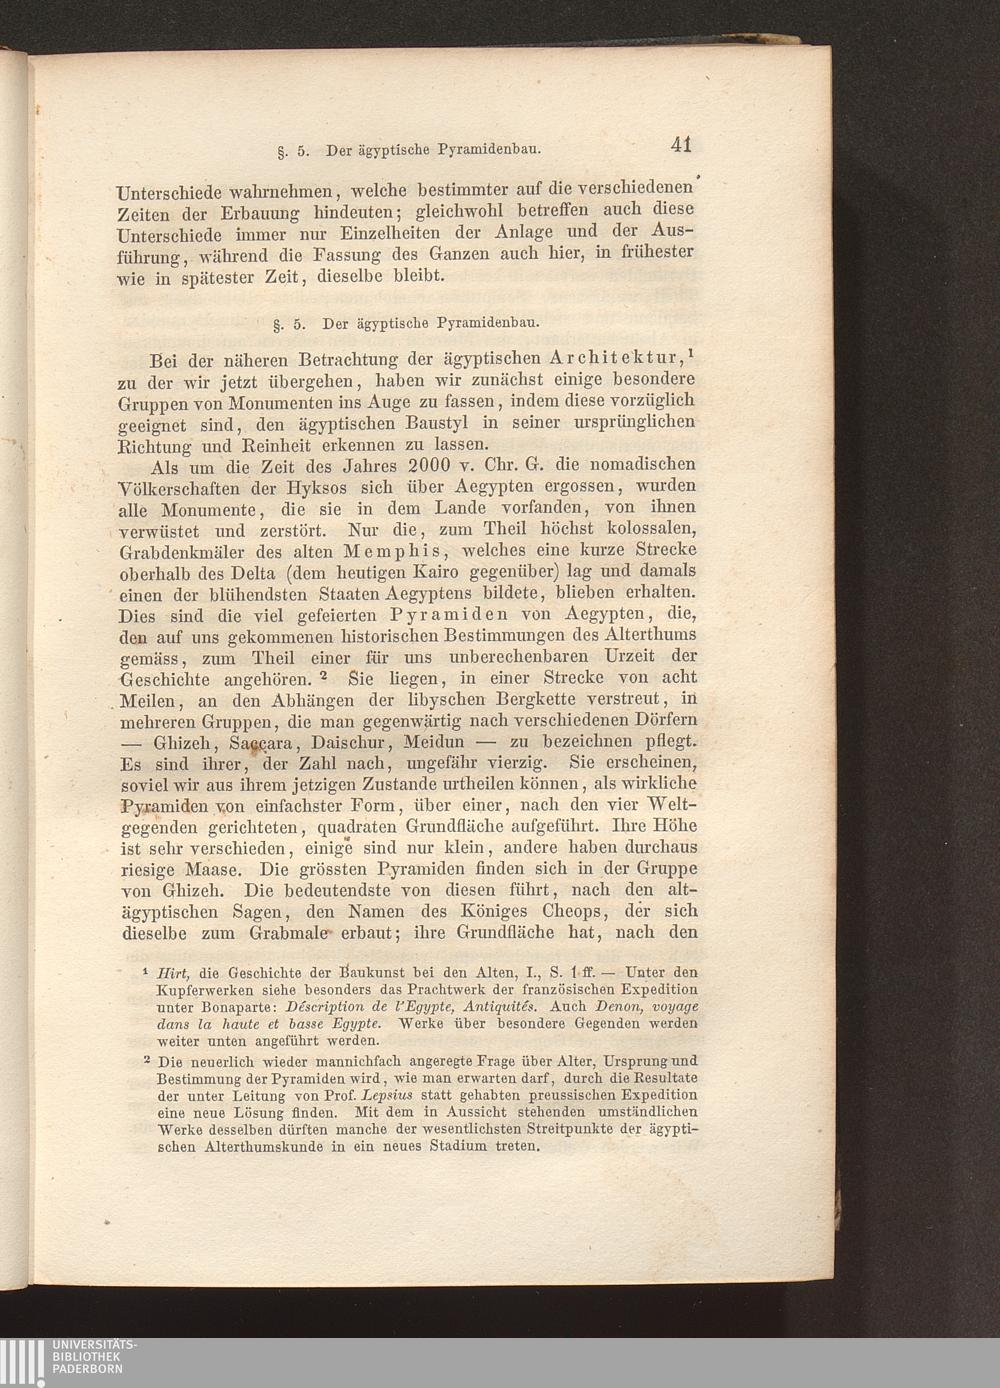 §. 5. Der ägyptische Pyramidenbau. 41
Unterschiede wahrnehmen, welche bestimmter auf die verschiedenen
Zeiten der Erbauung hindeuten; gleichwohl betreffen auch diese
Unterschiede immer nur Einzelheiten der Anlage und der Aus-
führung, während die Fassung des Ganzen auch hier, in frühester
wie in spätester Zeit, dieselbe bleibt.
§. 5. Der ägyptische Pyramidenbau.
Bei der näheren Betrachtung der ägyptischen Architektur,¹
zu der wir jetzt übergehen, haben wir zunächst einige besondere
Gruppen von Monumenten ins Auge zu fassen, indem diese vorzüglich
geeignet sind, den ägyptischen Baustyl in seiner ursprünglichen
Richtung und Reinheit erkennen zu lassen.
Als um die Zeit des Jahres 2000 v. Chr. G. die nomadischen
Völkerschaften der Hyksos sich über Aegypten ergossen, wurden
alle Monumente, die sie in dem Lande vorfanden, von ihnen
verwüstet und zerstört. Nur die, zum Theil höchst kolossalen,
Grabdenkmäler des alten Memphis, welches eine kurze Strecke
oberhalb des Delta (dem heutigen Kairo gegenüber) lag und damals
einen der blühendsten Staaten Aegyptens bildete, blieben erhalten.
Dies sind die viel gefeierten Pyramiden von Aegypten, die,
den auf uns gekommenen historischen Bestimmungen des Alterthums
gemäss, zum Theil einer für uns unberechenbaren Urzeit der
Geschichte angehören. ² Sie liegen, in einer Strecke von acht
Meilen, an den Abhängen der libyschen Bergkette verstreut, in
mehreren Gruppen, die man gegenwärtig nach verschiedenen Dörfern
— Ghizeh, Saccara, Daischur, Meidun — zu bezeichnen pflegt.
Es sind ihrer, der Zahl nach, ungefähr vierzig. Sie erscheinen,
soviel wir aus ihrem jetzigen Zustande urtheilen können, als wirkliche
Pyramiden von einfachster Form, über einer, nach den vier Welt-
gegenden gerichteten, quadraten Grundfläche aufgeführt. Ihre Höhe
ist sehr verschieden, einige sind nur klein, andere haben durchaus
riesige Maase. Die grössten Pyramiden finden sich in der Gruppe
von Ghizeh. Die bedeutendste von diesen führt, nach den alt-
ägyptischen Sagen, den Namen des Königes Cheops, der sich
dieselbe zum Grabmale erbaut; ihre Grundfläche hat, nach den
¹ Hirt, die Geschichte der Baukunst bei den Alten, I., S. 1 ff. — Unter den
Kupferwerken siehe besonders das Prachtwerk der französischen Expedition
unter Bonaparte: Déscription de l'Egypte, Antiquités. Auch Denon, voyage
dans la haute et basse Egypte. Werke über besondere Gegenden werden
weiter unten angeführt werden.
² Die neuerlich wieder mannichfach angeregte Frage über Alter, Ursprung und
Bestimmung der Pyramiden wird, wie man erwarten darf, durch die Resultate
der unter Leitung von Prof. Lepsius statt gehabten preussischen Expedition
eine neue Lösung finden. Mit dem in Aussicht stehenden umständlichen
Werke desselben dürften manche der wesentlichsten Streitpunkte der ägypti-
schen Alterthumskunde in ein neues Stadium treten.
UNIVERSITÄTS-
BIBLIOTHEK
PADERBORN